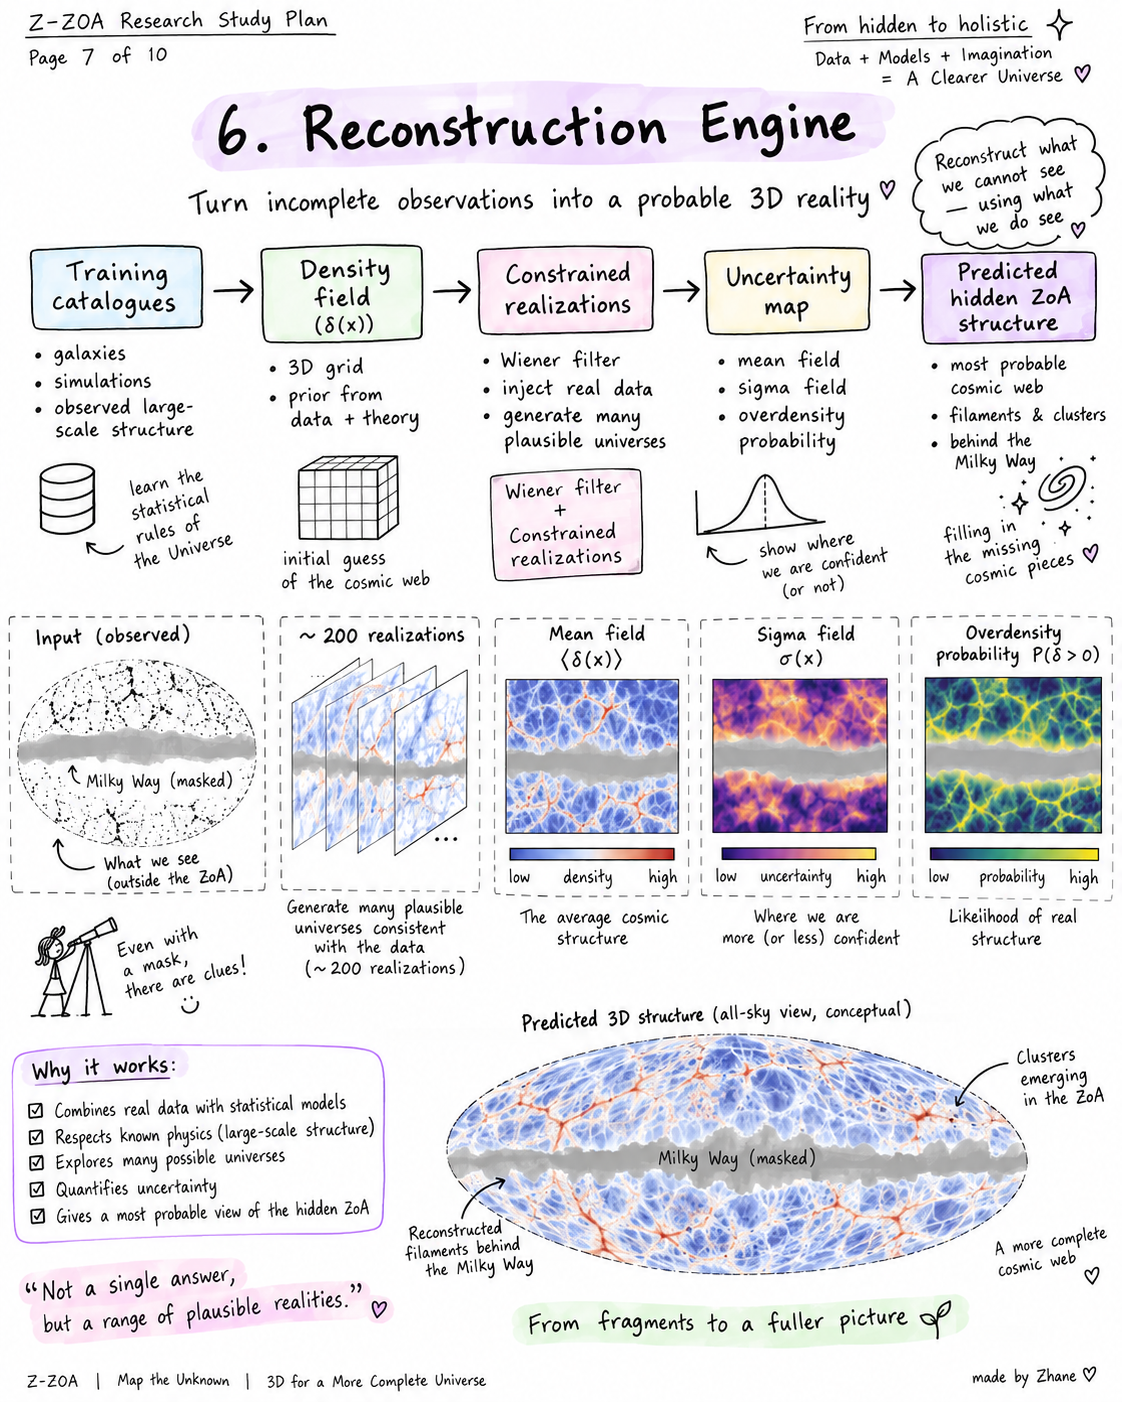 Z-ZOA Research Study Plan
Page 7 of 10
From hidden to holistic
Data + Models + Imagination
= A Clearer Universe ♡
6. Reconstruction Engine
Turn incomplete observations into a probable 3D reality ♡
Reconstruct what
we cannot see
— using what
we do see ♡
Training
catalogues
• galaxies
• simulations
• observed large-
scale structure
learn the
statistical
rules of
the Universe
Density
field
(δ(x))
• 3D grid
• prior from
data + theory
initial guess
of the cosmic web
Constrained
realizations
• Wiener filter
• inject real data
• generate many
plausible universes
Wiener filter
+
Constrained
realizations
Uncertainty
map
• mean field
• sigma field
• overdensity
probability
show where
we are confident
(or not)
Predicted
hidden ZoA
structure
• most probable
cosmic web
• filaments & clusters
• behind the
Milky Way
filling in
the missing
cosmic pieces ♡
Input (observed)
Milky Way (masked)
What we see
(outside the ZoA)
~ 200 realizations
...
...
Generate many plausible
universes consistent
with the data
(~ 200 realizations)
Mean field
⟨δ(x)⟩
low density high
The average cosmic
structure
Sigma field
σ(x)
low uncertainty high
Where we are
more (or less) confident
Overdensity
probability P(δ > 0)
low probability high
Likelihood of real
structure
Even with
a mask,
there are clues!
Why it works:
☑ Combines real data with statistical models
☑ Respects known physics (large-scale structure)
☑ Explores many possible universes
☑ Quantifies uncertainty
☑ Gives a most probable view of the hidden ZoA
“Not a single answer,
but a range of plausible realities.” ♡
Predicted 3D structure (all-sky view, conceptual)
Clusters
emerging
in the ZoA
Milky Way (masked)
Reconstructed
filaments behind
the Milky Way
A more complete
cosmic web
♡
From fragments to a fuller picture
Z-ZOA | Map the Unknown | 3D for a More Complete Universe
made by Zhane ♡